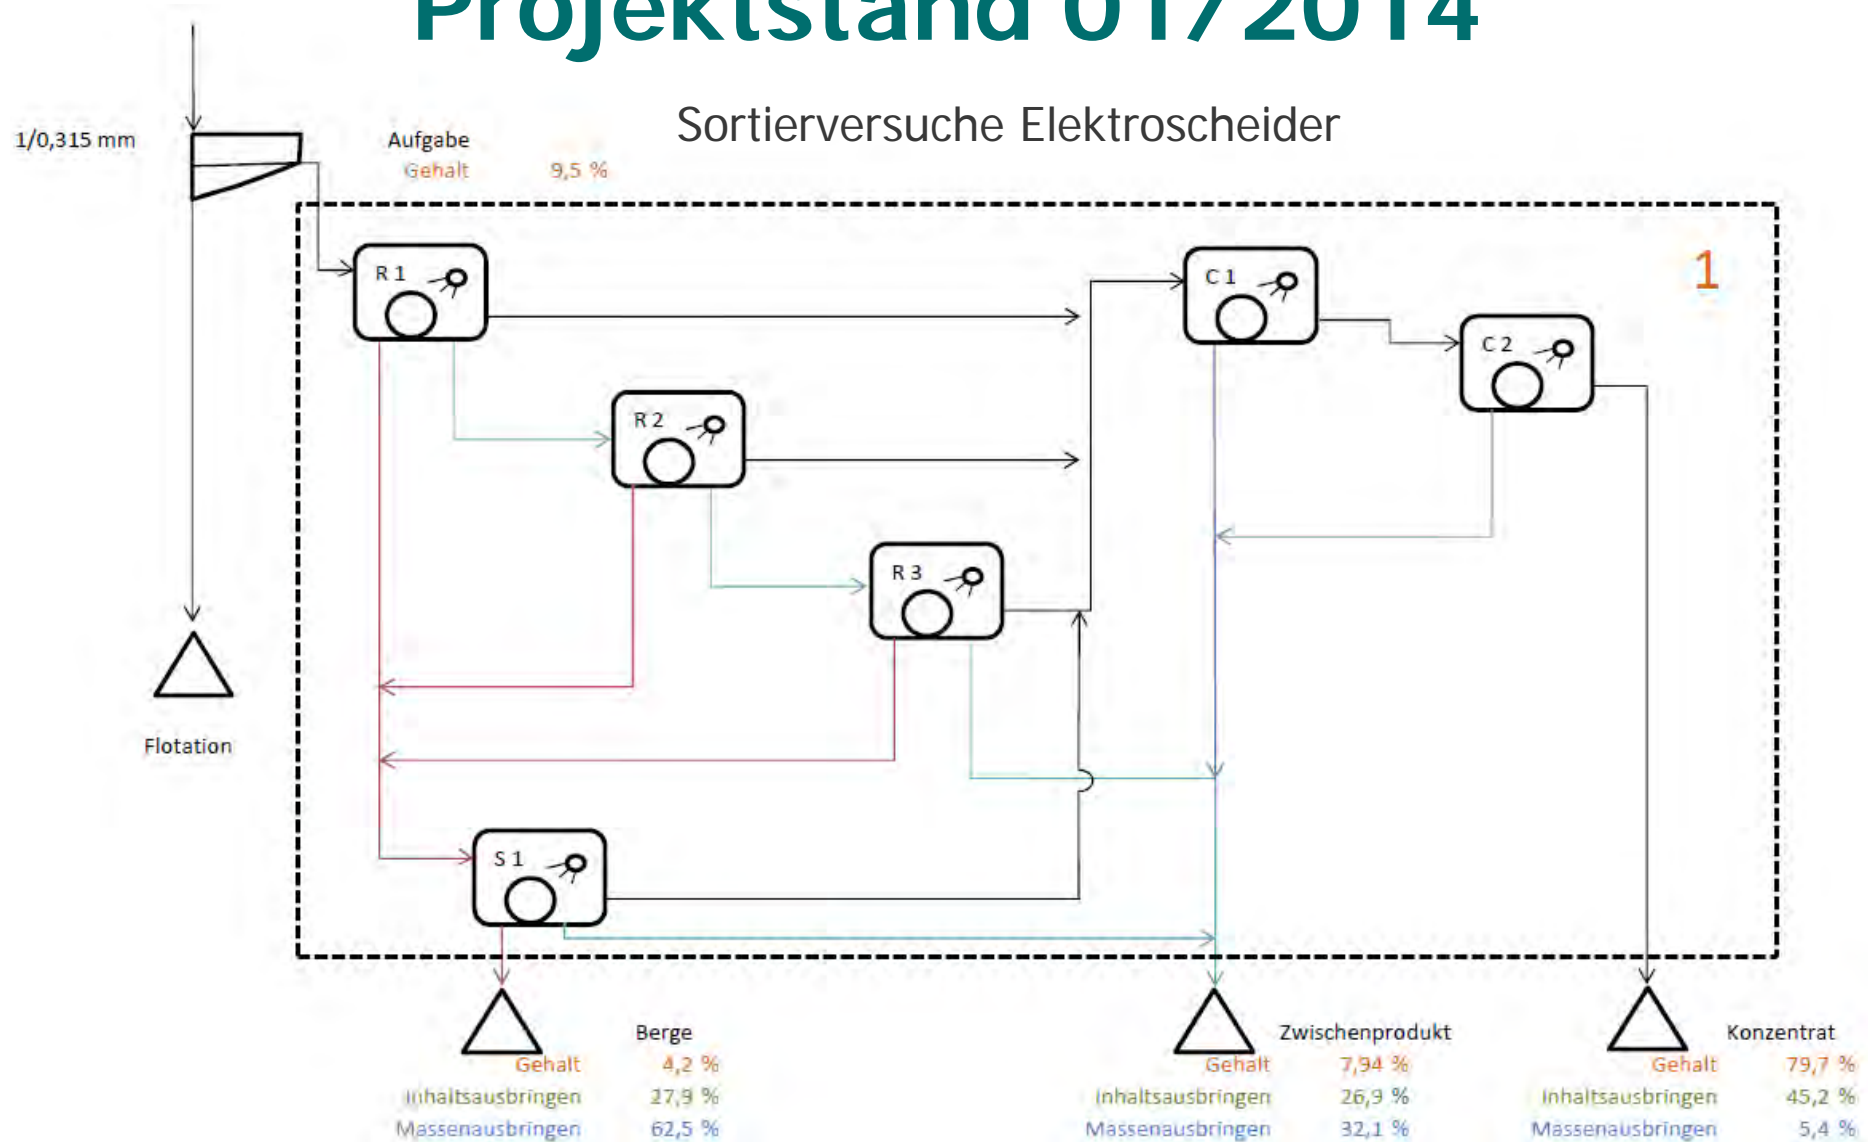 Projektstand 01/2014
Sortierversuche Elektroscheider
1/0,315 mm
Aufgabe
Gehalt 9,5 %
1
R 1
C 1
C 2
R 2
R 3
Flotation
S 1
Berge
Gehalt 4,2 %
Inhaltsausbringen 27,9 %
Massenausbringen 62,5 %
Zwischenprodukt
Gehalt 7,94 %
Inhaltsausbringen 26,9 %
Massenausbringen 32,1 %
Konzentrat
Gehalt 79,7 %
Inhaltsausbringen 45,2 %
Massenausbringen 5,4 %